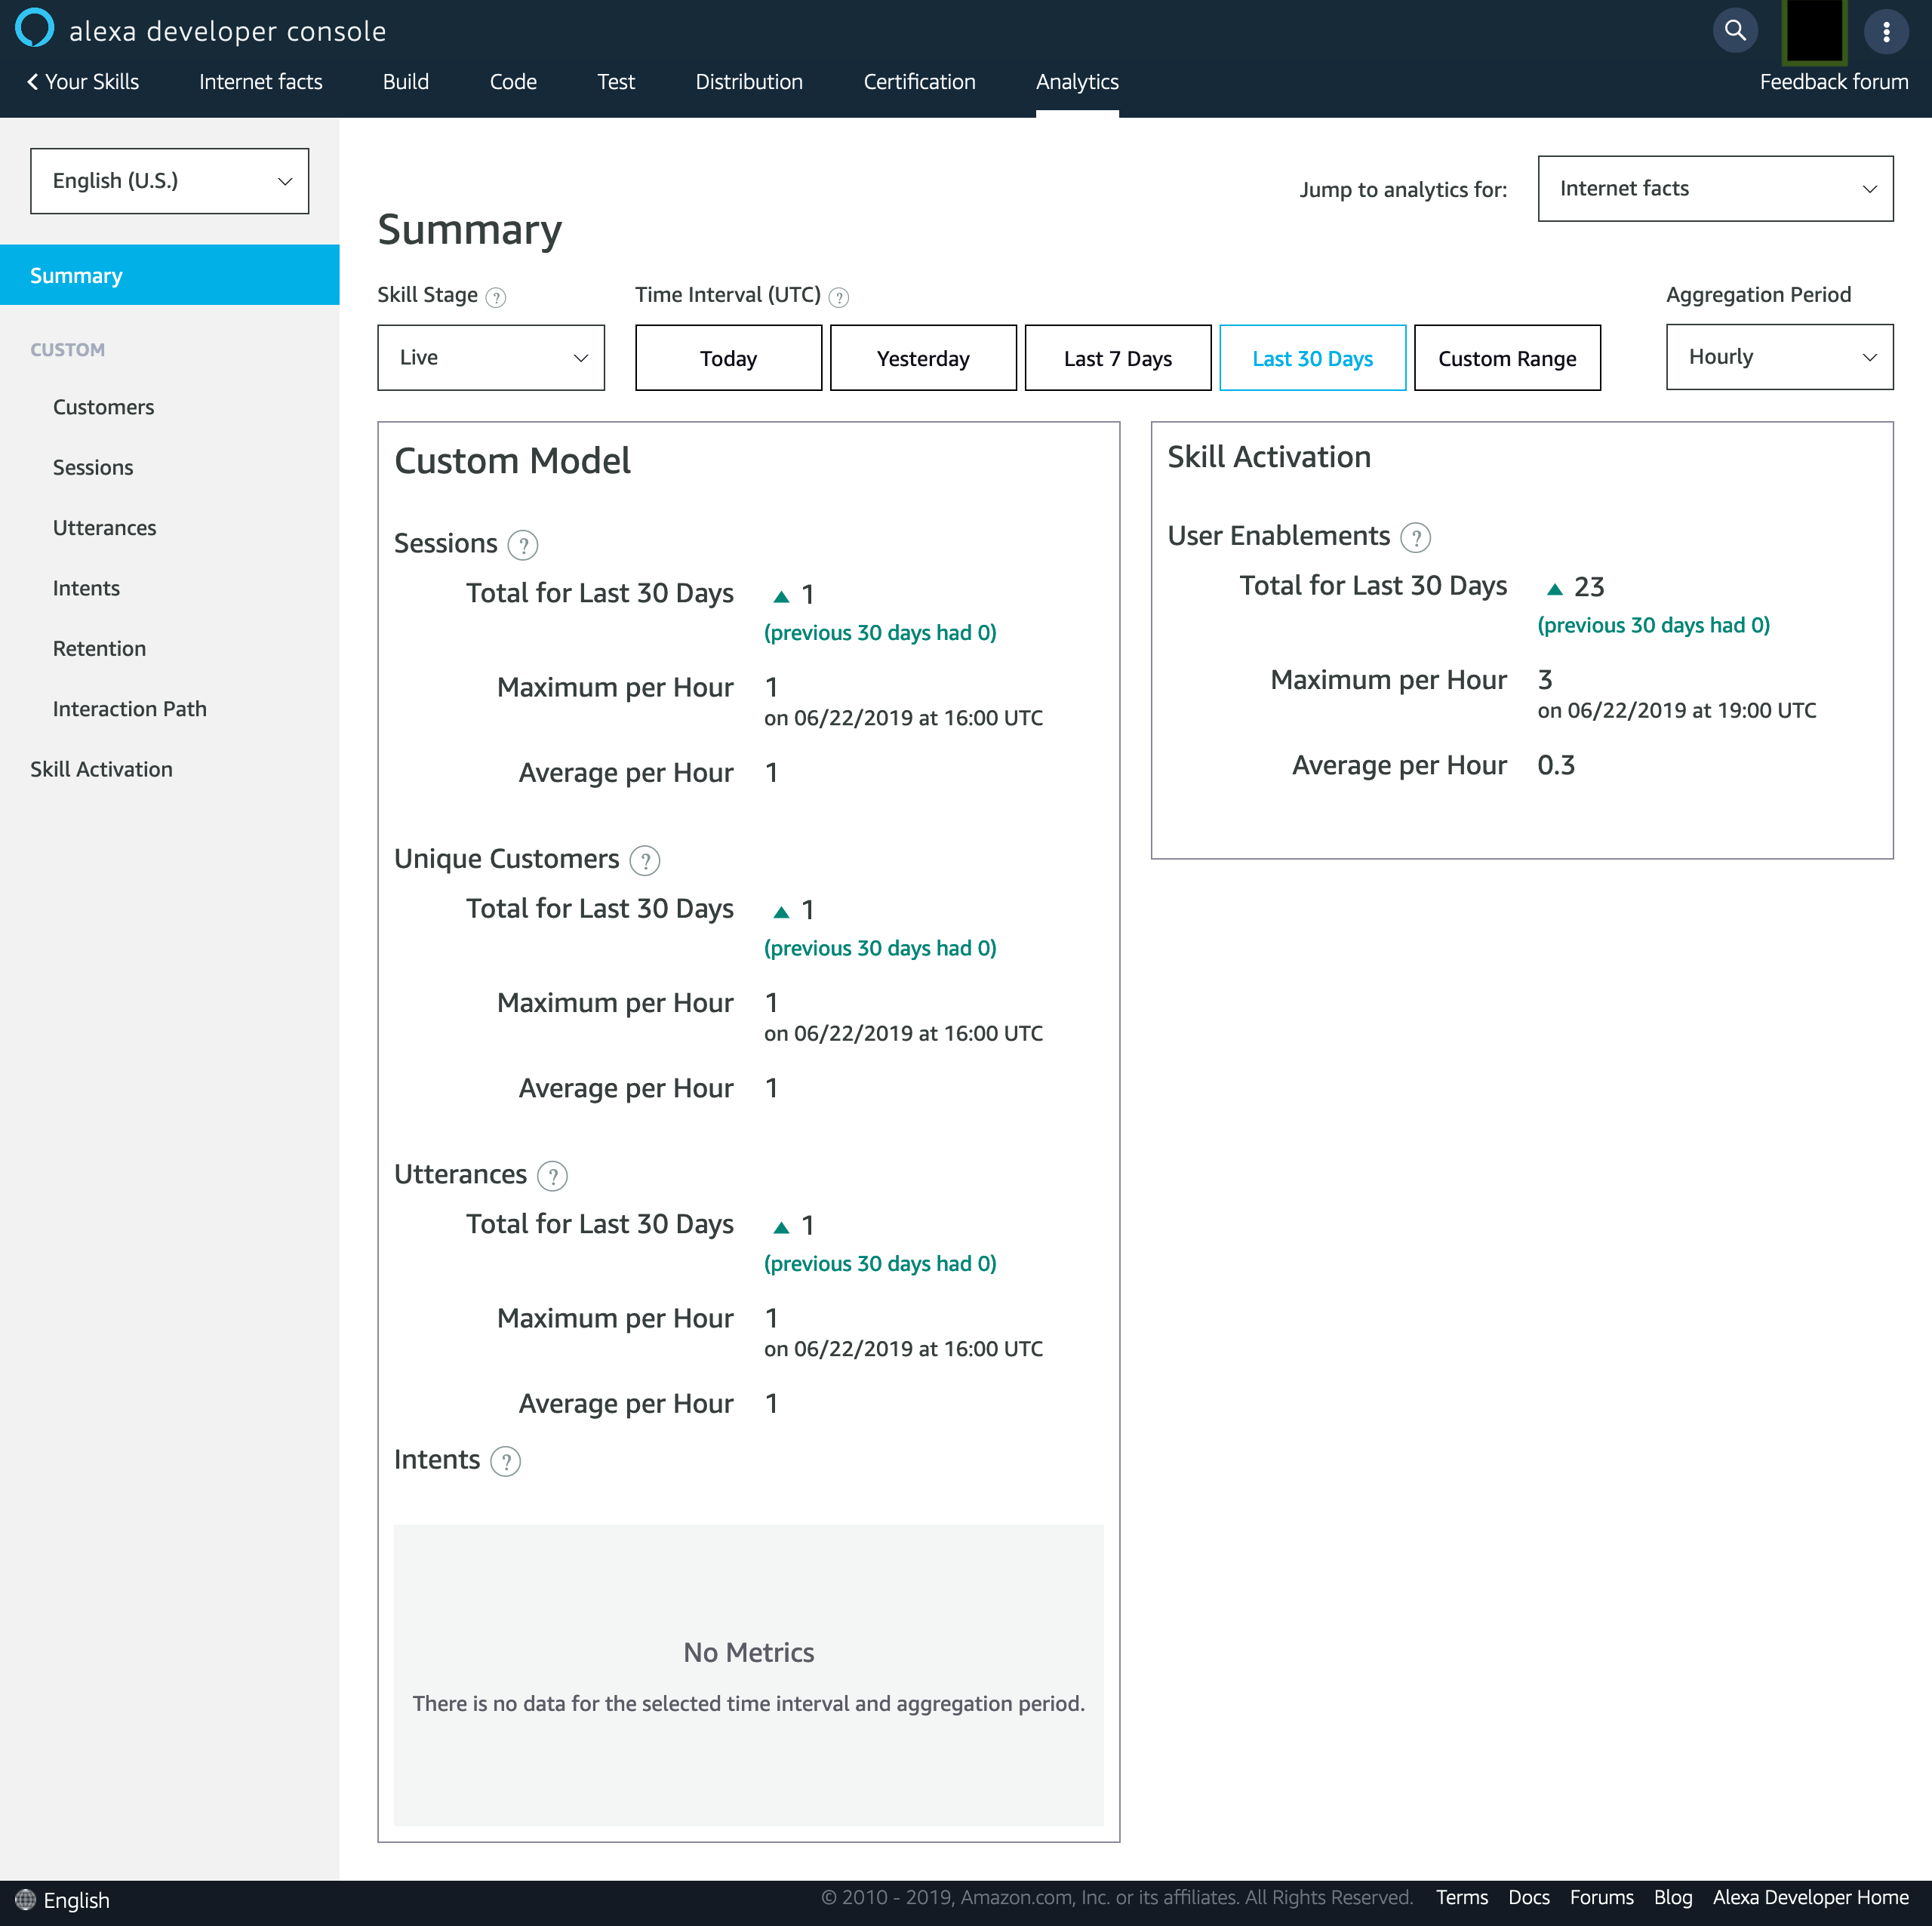 alexa developer console
Your Skills Internet facts Build Code Test Distribution Certification Analytics Feedback forum
English (U.S.)
Summary
CUSTOM
Customers
Sessions
Utterances
Intents
Retention
Interaction Path
Skill Activation
Jump to analytics for: Internet facts
Summary
Skill Stage ? Time Interval (UTC) ? Aggregation Period
Live Today Yesterday Last 7 Days Last 30 Days Custom Range Hourly
Custom Model
Sessions ?
Total for Last 30 Days ▲ 1
(previous 30 days had 0)
Maximum per Hour 1
on 06/22/2019 at 16:00 UTC
Average per Hour 1
Unique Customers ?
Total for Last 30 Days ▲ 1
(previous 30 days had 0)
Maximum per Hour 1
on 06/22/2019 at 16:00 UTC
Average per Hour 1
Utterances ?
Total for Last 30 Days ▲ 1
(previous 30 days had 0)
Maximum per Hour 1
on 06/22/2019 at 16:00 UTC
Average per Hour 1
Intents ?
No Metrics
There is no data for the selected time interval and aggregation period.
Skill Activation
User Enablements ?
Total for Last 30 Days ▲ 23
(previous 30 days had 0)
Maximum per Hour 3
on 06/22/2019 at 19:00 UTC
Average per Hour 0.3
English © 2010 - 2019, Amazon.com, Inc. or its affiliates. All Rights Reserved. Terms Docs Forums Blog Alexa Developer Home